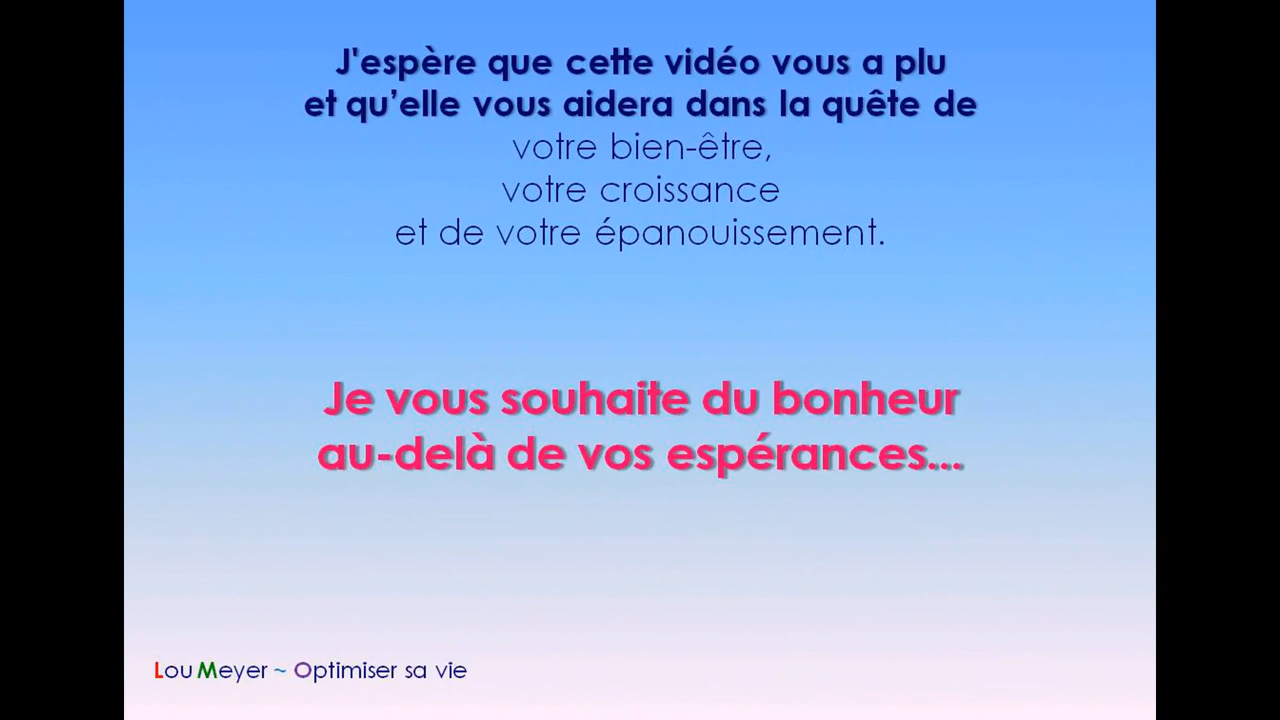 J'espère que cette vidéo vous a plu
et qu’elle vous aidera dans la quête de
votre bien-être,
votre croissance
et de votre épanouissement.
Je vous souhaite du bonheur
au-delà de vos espérances...
Lou Meyer ~ Optimiser sa vie